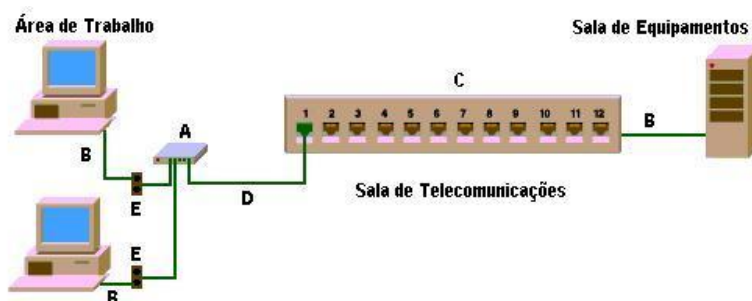 Área de Trabalho
Sala de Equipamentos
C
1 2 3 4 5 6 7 8 9 10 11 12
A
B
B
E
D
Sala de Telecomunicações
E
B